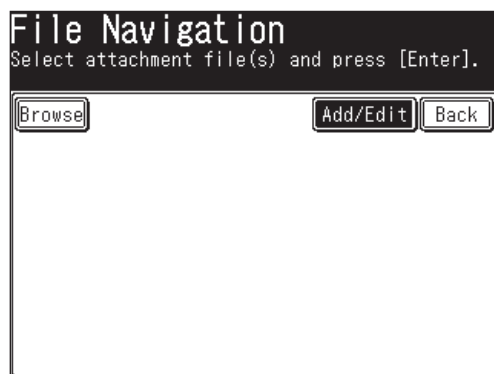 File Navigation
Select attachment file(s) and press [Enter].
Browse Add/Edit Back